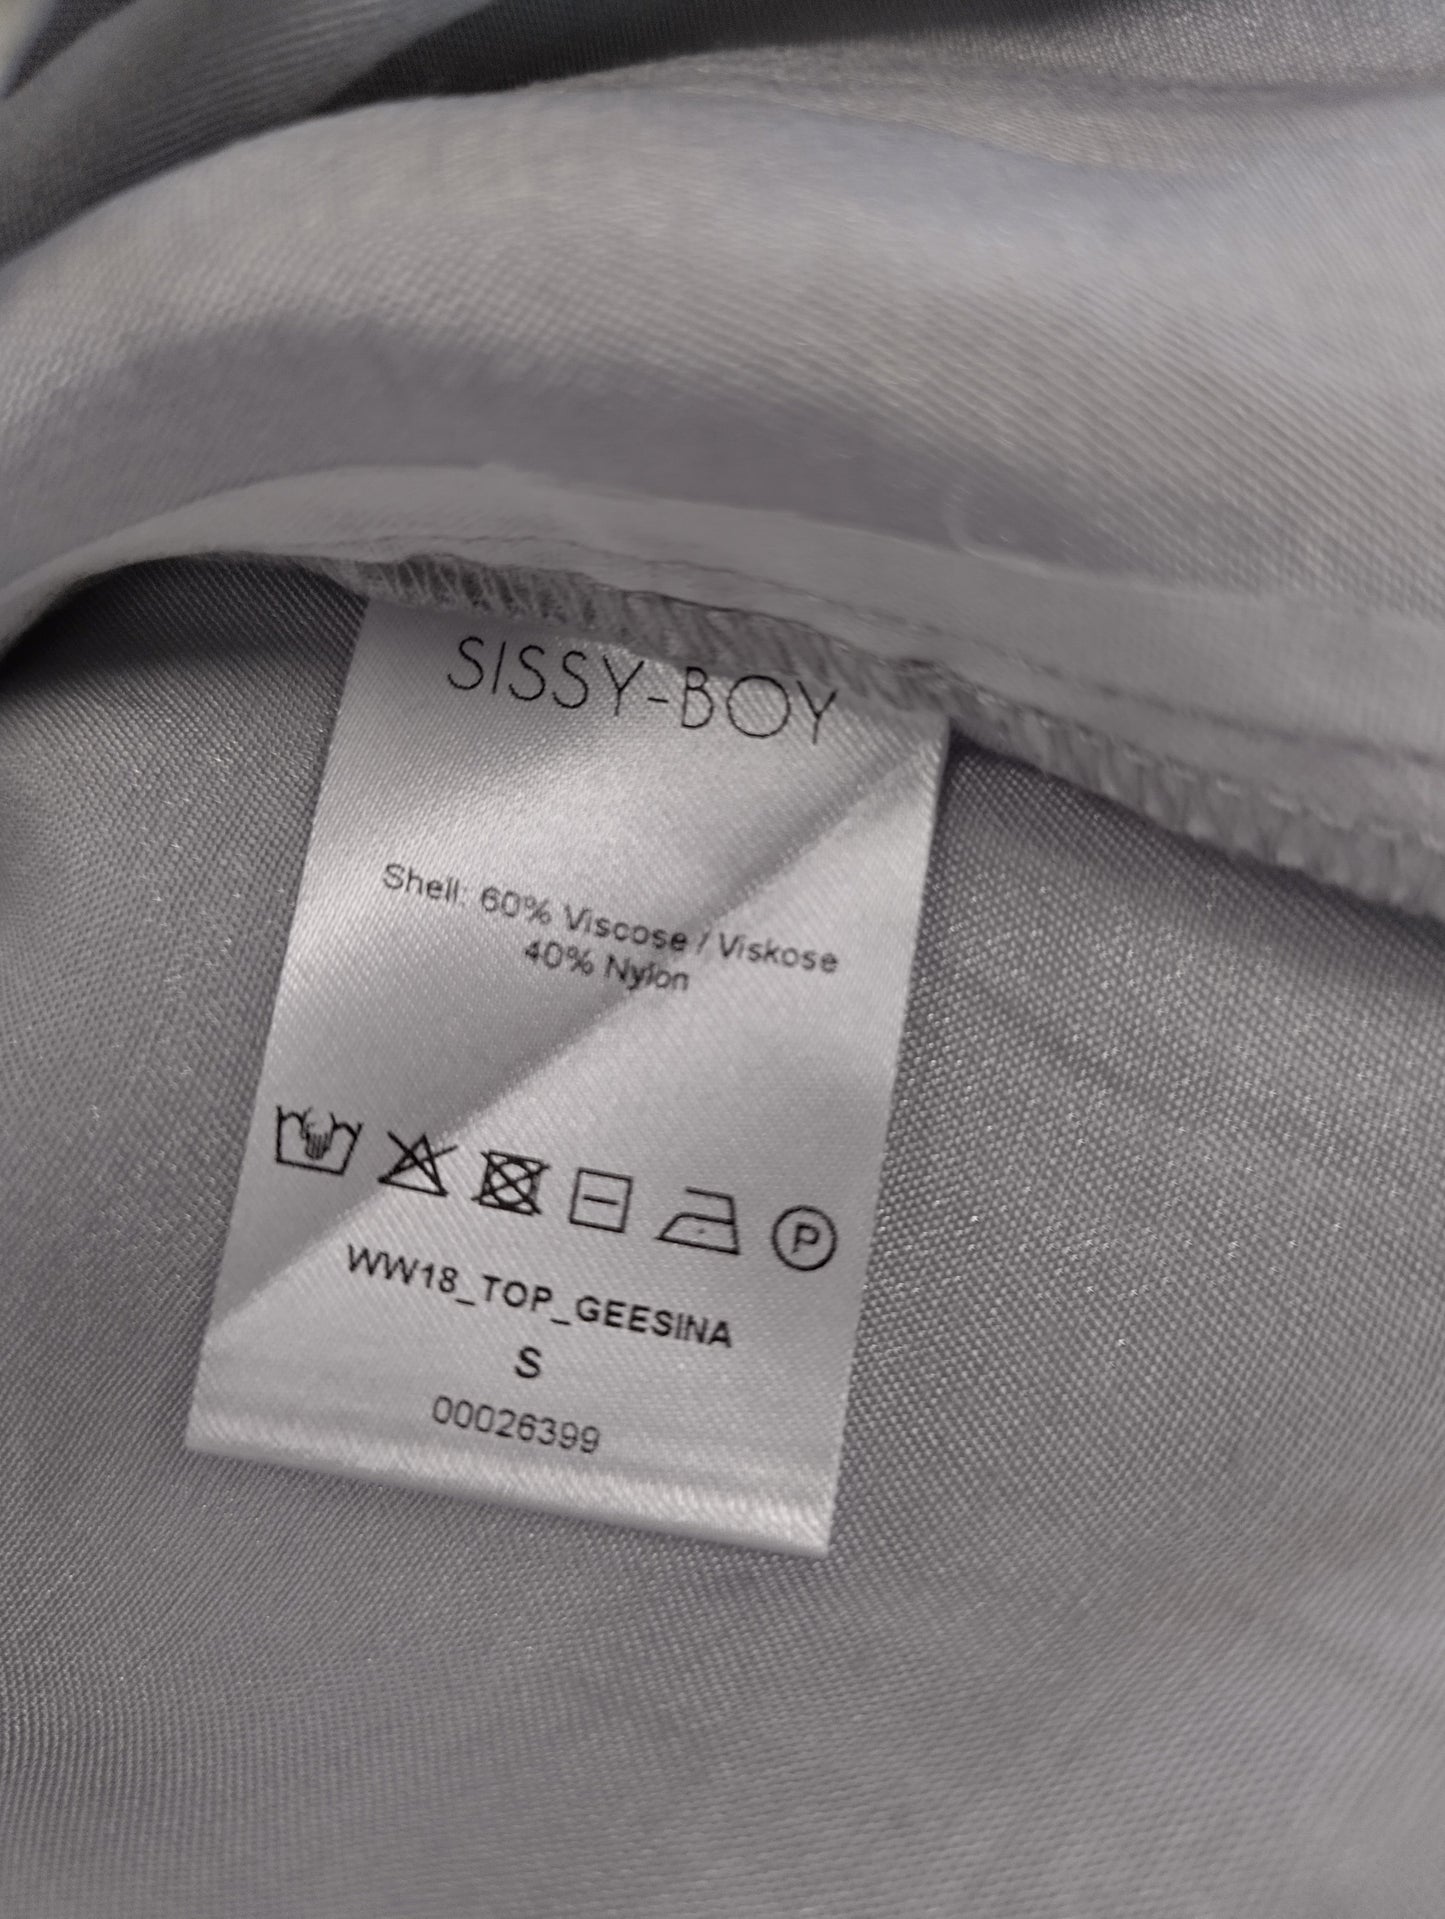 SISSY-BOY
Shell: 60% Viscose / Viskose
40% Nylon
P
WW18_TOP_GEESINA
S
00026399